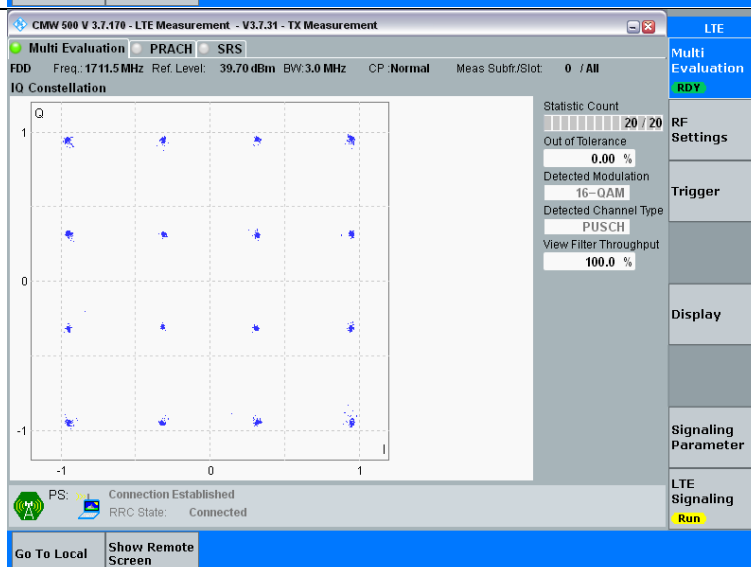 CMW 500 V 3.7.170 - LTE Measurement - V3.7.31 - TX Measurement
LTE
Multi Evaluation PRACH SRS
Multi
Evaluation
RDY
FDD Freq.: 1711.5 MHz Ref. Level: 39.70 dBm BW: 3.0 MHz CP :Normal Meas Subfr./Slot: 0 / All
IQ Constellation
Q
1
0
-1
-1 0 1
I
Statistic Count
20 / 20
Out of Tolerance
0.00 %
Detected Modulation
16-QAM
Detected Channel Type
PUSCH
View Filter Throughput
100.0 %
RF
Settings
Trigger
Display
Signaling
Parameter
LTE
Signaling
Run
PS: Connection Established
RRC State: Connected
Go To Local
Show Remote
Screen